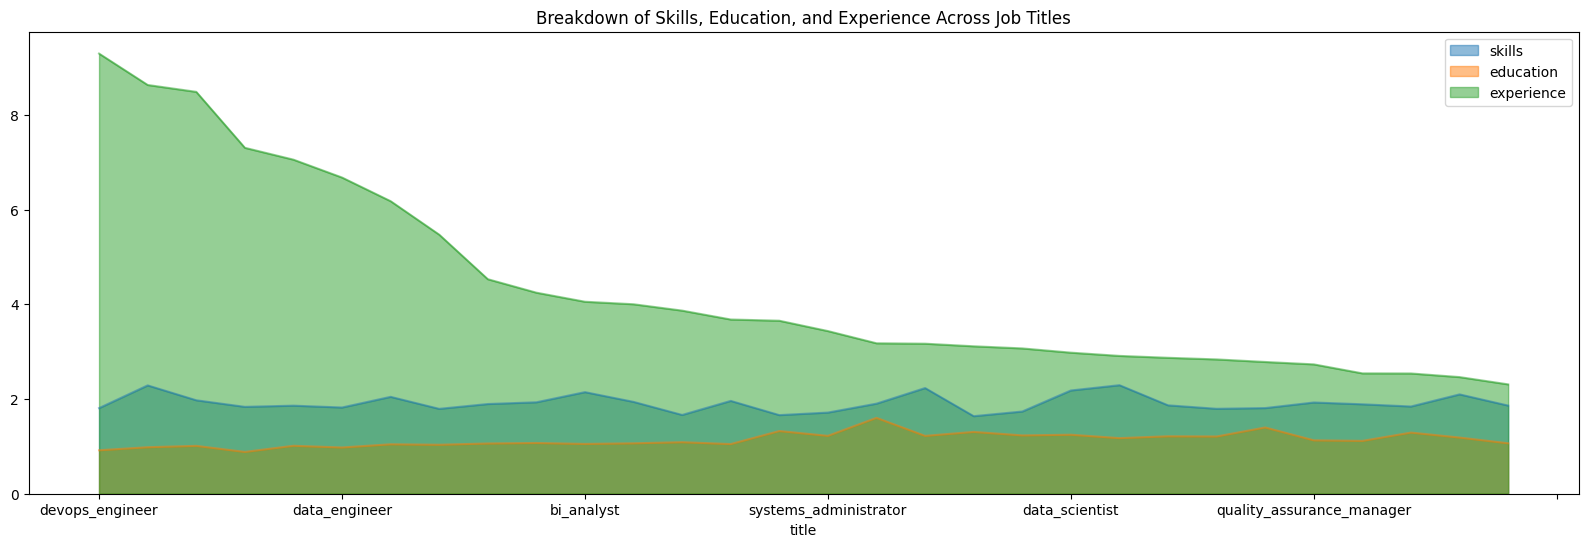 Breakdown of Skills, Education, and Experience Across Job Titles
skills
education
experience
8
6
4
2
0
devops_engineer
data_engineer
bi_analyst
systems_administrator
data_scientist
quality_assurance_manager
title